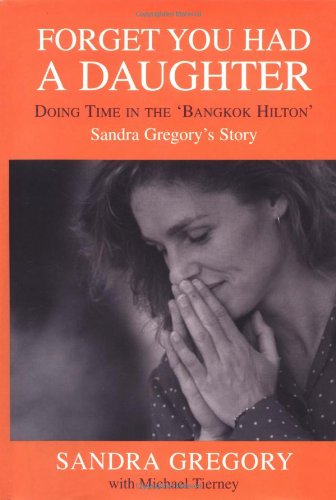 FORGET YOU HAD
A DAUGHTER
DOING TIME IN THE ‘BANGKOK HILTON’
Sandra Gregory’s Story
SANDRA GREGORY
with Michael Tierney